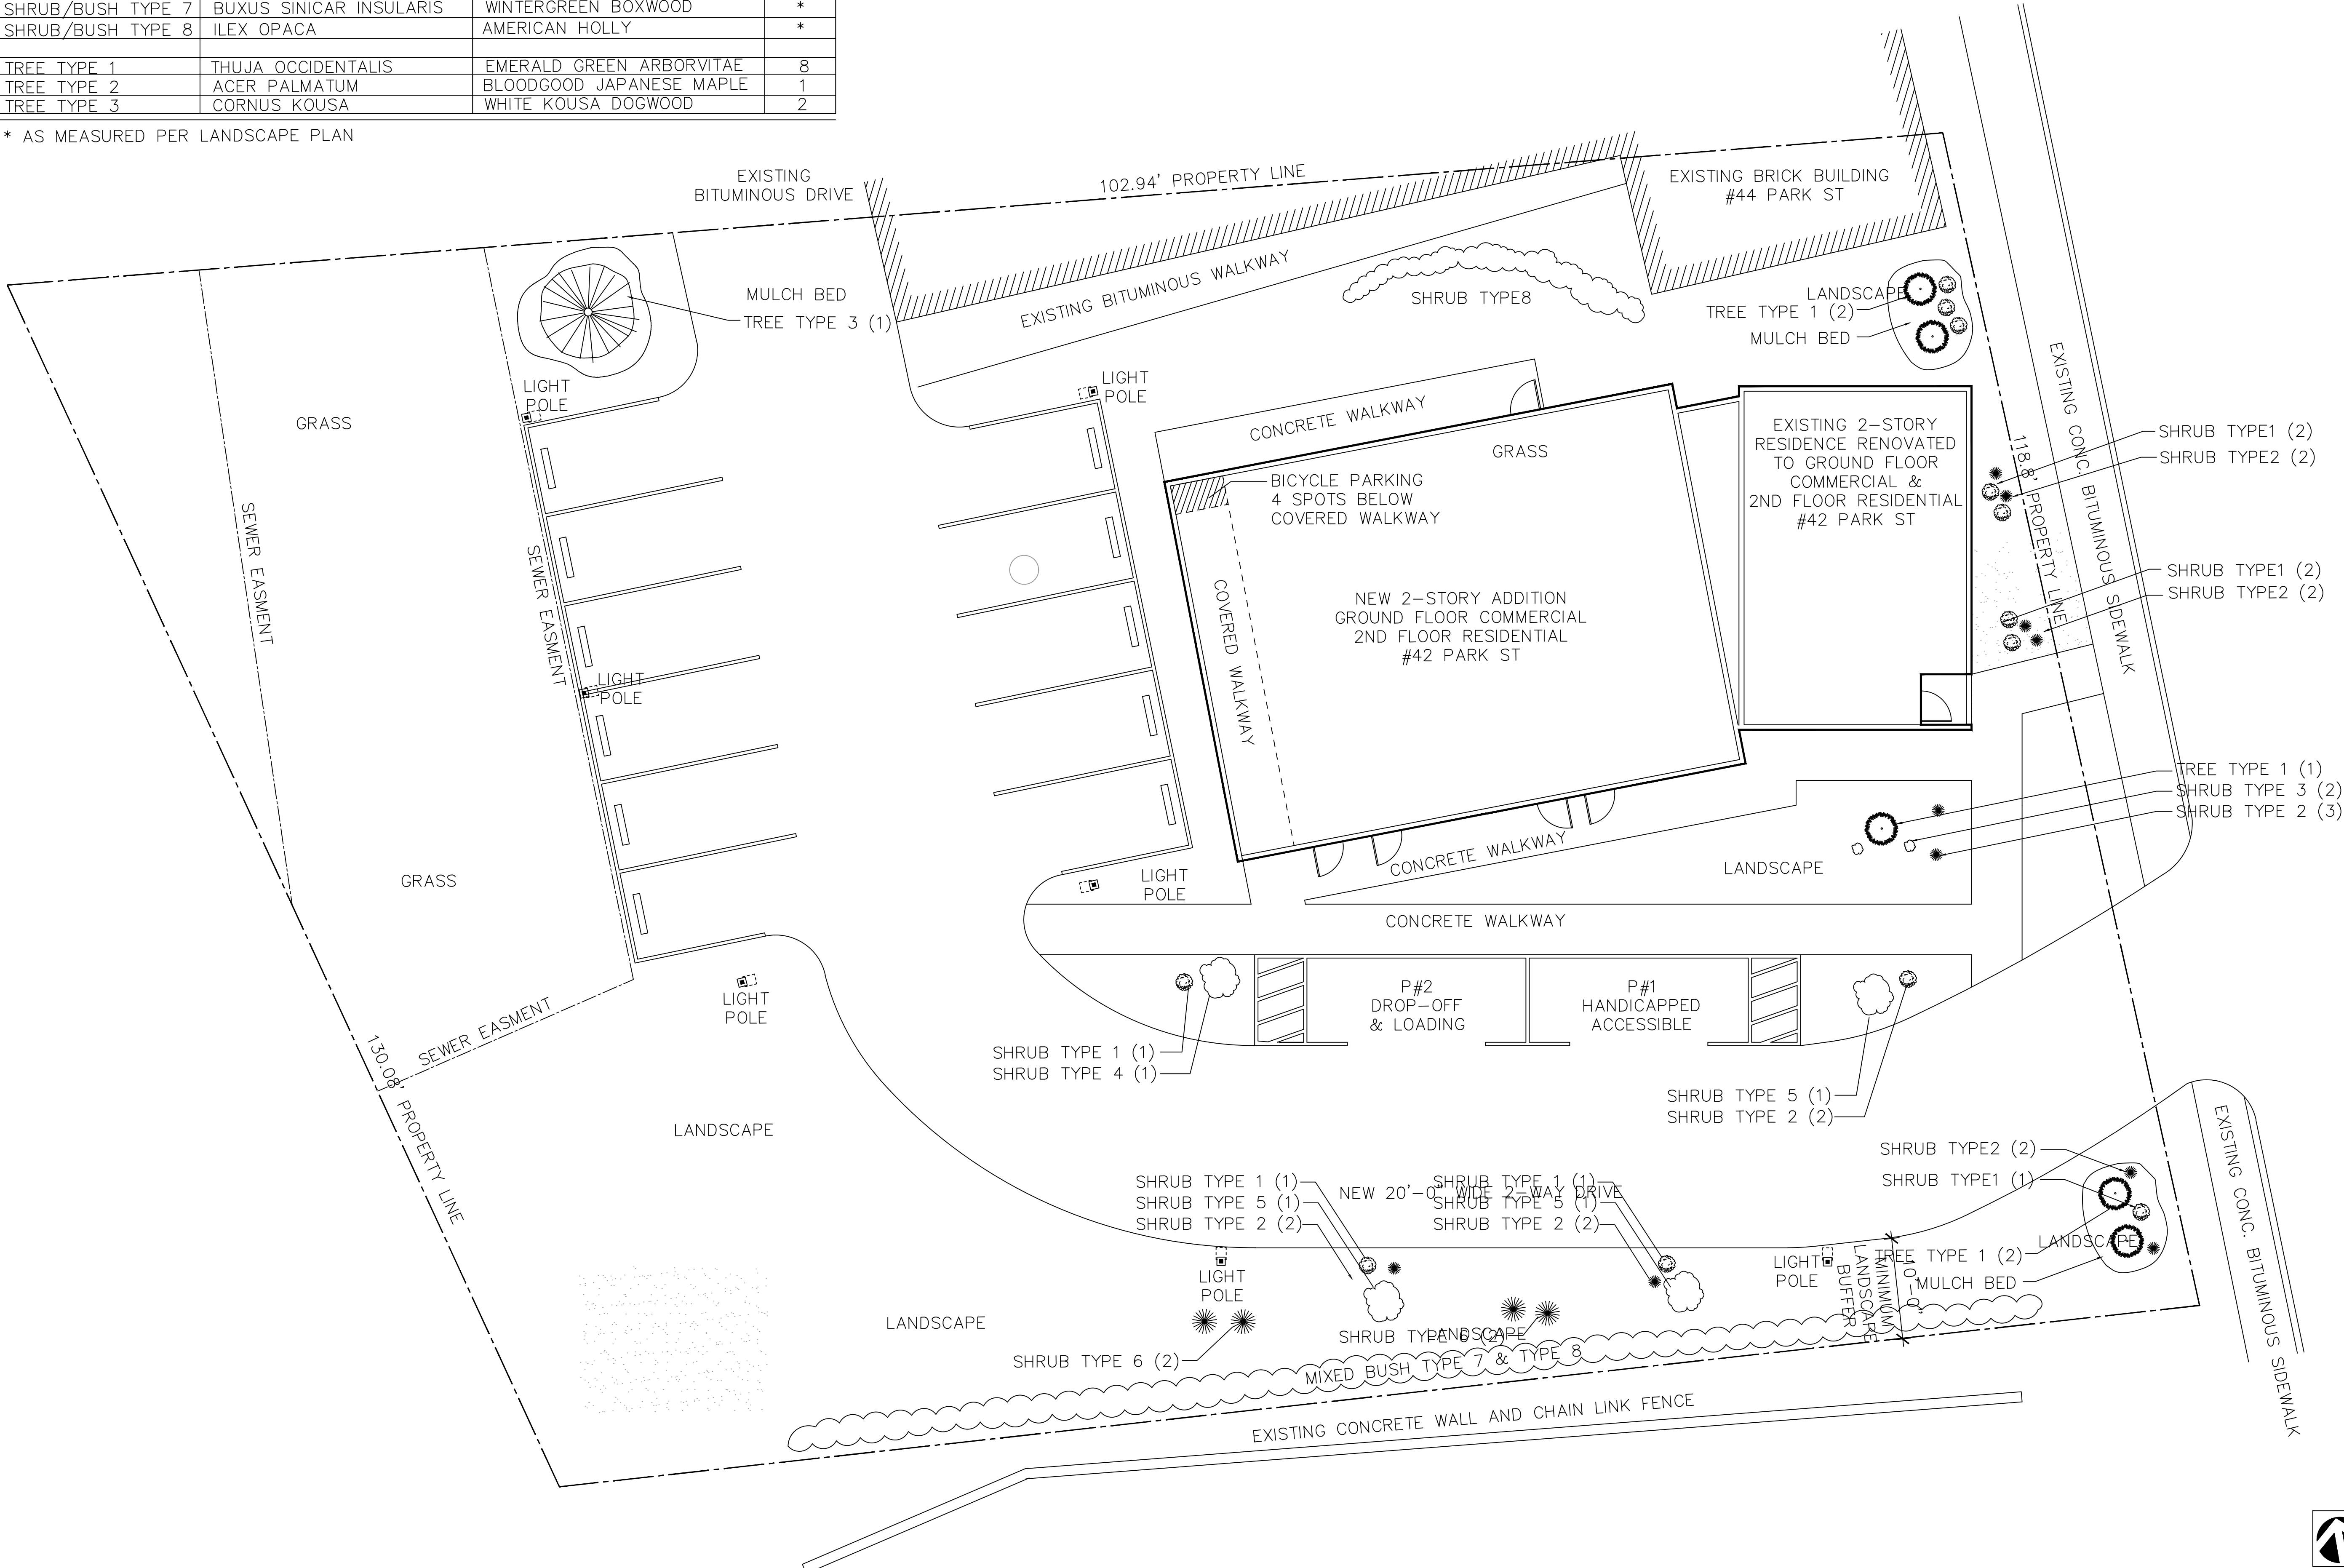 SHRUB/BUSH TYPE 7 BUXUS SINICAR INSULARIS WINTERGREEN BOXWOOD *
SHRUB/BUSH TYPE 8 ILEX OPACA AMERICAN HOLLY *
TREE TYPE 1 THUJA OCCIDENTALIS EMERALD GREEN ARBORVITAE 8
TREE TYPE 2 ACER PALMATUM BLOODGOOD JAPANESE MAPLE 1
TREE TYPE 3 CORNUS KOUSA WHITE KOUSA DOGWOOD 2
* AS MEASURED PER LANDSCAPE PLAN
EXISTING
BITUMINOUS DRIVE
102.94' PROPERTY LINE
EXISTING BRICK BUILDING
#44 PARK ST
EXISTING BITUMINOUS WALKWAY
SHRUB TYPE8
MULCH BED
TREE TYPE 3 (1)
LANDSCAPE
TREE TYPE 1 (2)
MULCH BED
LIGHT
POLE
LIGHT
POLE
GRASS
CONCRETE WALKWAY
GRASS
EXISTING 2-STORY
RESIDENCE RENOVATED
TO GROUND FLOOR
COMMERCIAL &
2ND FLOOR RESIDENTIAL
#42 PARK ST
EXISTING CONC. BITUMINOUS SIDEWALK
118.8' PROPERTY LINE
SHRUB TYPE1 (2)
SHRUB TYPE2 (2)
BICYCLE PARKING
4 SPOTS BELOW
COVERED WALKWAY
SEWER EASMENT
SEWER EASMENT
COVERED WALKWAY
NEW 2-STORY ADDITION
GROUND FLOOR COMMERCIAL
2ND FLOOR RESIDENTIAL
#42 PARK ST
SHRUB TYPE1 (2)
SHRUB TYPE2 (2)
LIGHT
POLE
TREE TYPE 1 (1)
SHRUB TYPE 3 (2)
SHRUB TYPE 2 (3)
CONCRETE WALKWAY
LANDSCAPE
GRASS
LIGHT
POLE
CONCRETE WALKWAY
LIGHT
POLE
P#2
DROP-OFF
& LOADING
P#1
HANDICAPPED
ACCESSIBLE
SEWER EASMENT
SHRUB TYPE 1 (1)
SHRUB TYPE 4 (1)
SHRUB TYPE 5 (1)
SHRUB TYPE 2 (2)
130.08' PROPERTY LINE
LANDSCAPE
SHRUB TYPE2 (2)
SHRUB TYPE1 (1)
EXISTING CONC. BITUMINOUS SIDEWALK
SHRUB TYPE 1 (1)
SHRUB TYPE 5 (1)
SHRUB TYPE 2 (2)
NEW 20'-0" WIDE 2-WAY DRIVE
SHRUB TYPE 1 (1)
SHRUB TYPE 5 (1)
SHRUB TYPE 2 (2)
LANDSCAPE
TREE TYPE 1 (2)
MULCH BED
LIGHT
POLE
LIGHT
POLE
10'-0"
MINIMUM
LANDSCAPE
BUFFER
LANDSCAPE
SHRUB TYPE 6 (2)
LANDSCAPE
SHRUB TYPE 6 (2)
MIXED BUSH TYPE 7 & TYPE 8
EXISTING CONCRETE WALL AND CHAIN LINK FENCE